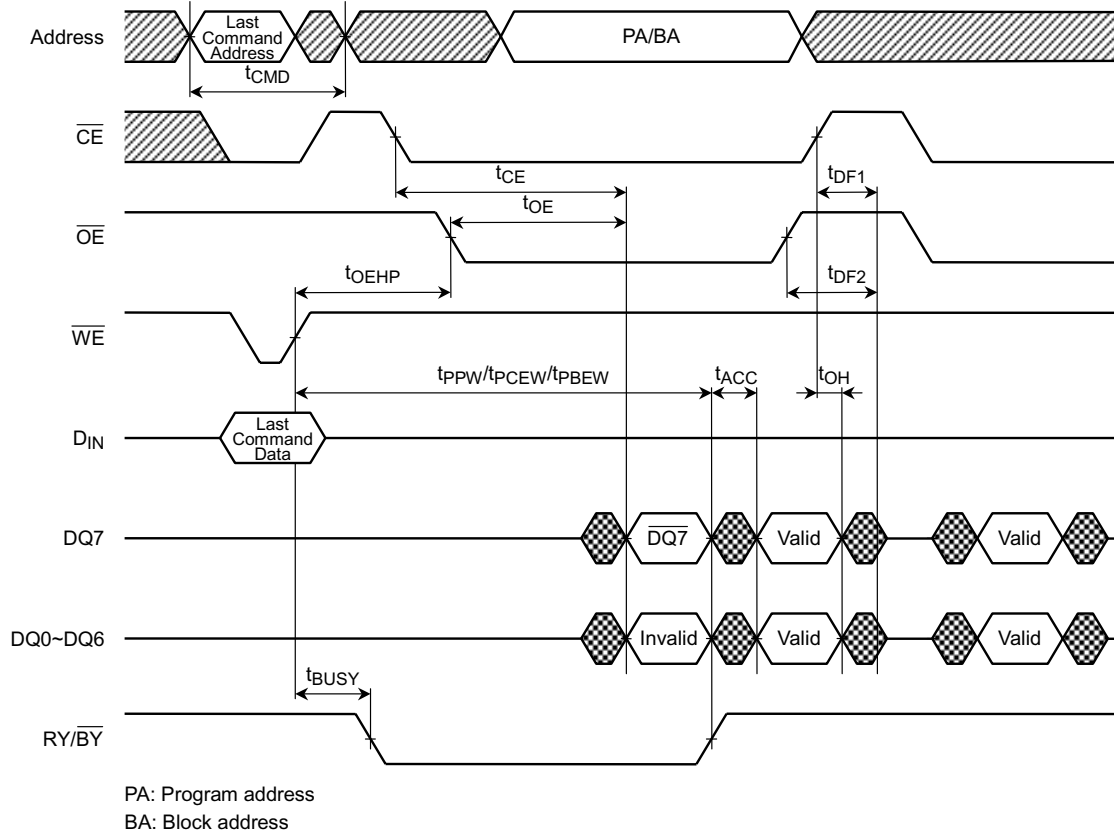 Address
Last
Command
Address
PA/BA
tCMD
CE
tCE
tDF1
tOE
OE
tOEHP
tDF2
WE
tPPW/tPCEW/tPBEW
tACC
tOH
DIN
Last
Command
Data
DQ7
DQ7
Valid
Valid
DQ0~DQ6
Invalid
Valid
Valid
tBUSY
RY/BY
PA: Program address
BA: Block address